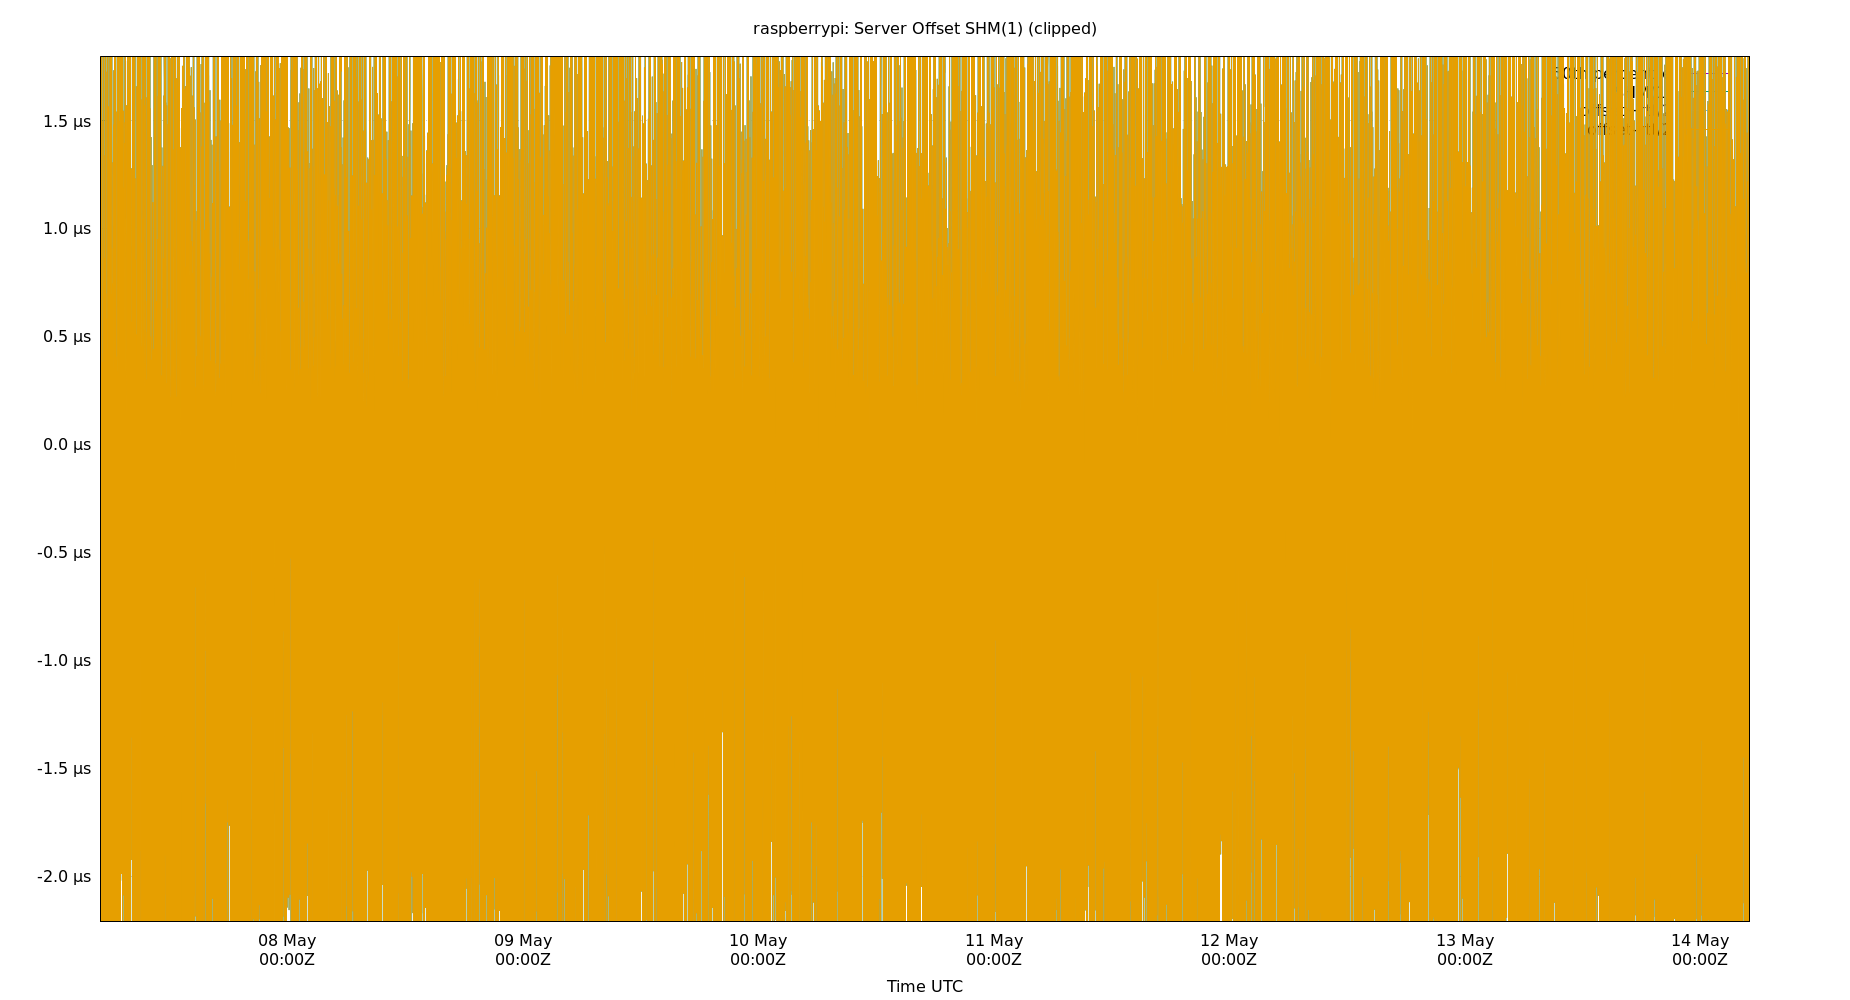 raspberrypi: Server Offset SHM(1) (clipped)
1.5 µs
1.0 µs
0.5 µs
0.0 µs
-0.5 µs
-1.0 µs
-1.5 µs
-2.0 µs
08 May 09 May 10 May 11 May 12 May 13 May 14 May
00:00Z 00:00Z 00:00Z 00:00Z 00:00Z 00:00Z 00:00Z
Time UTC